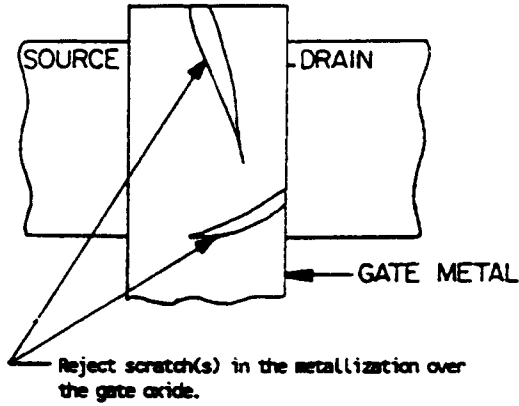 SOURCE
DRAIN
GATE METAL
Reject scratch(s) in the metallization over
the gate oxide.